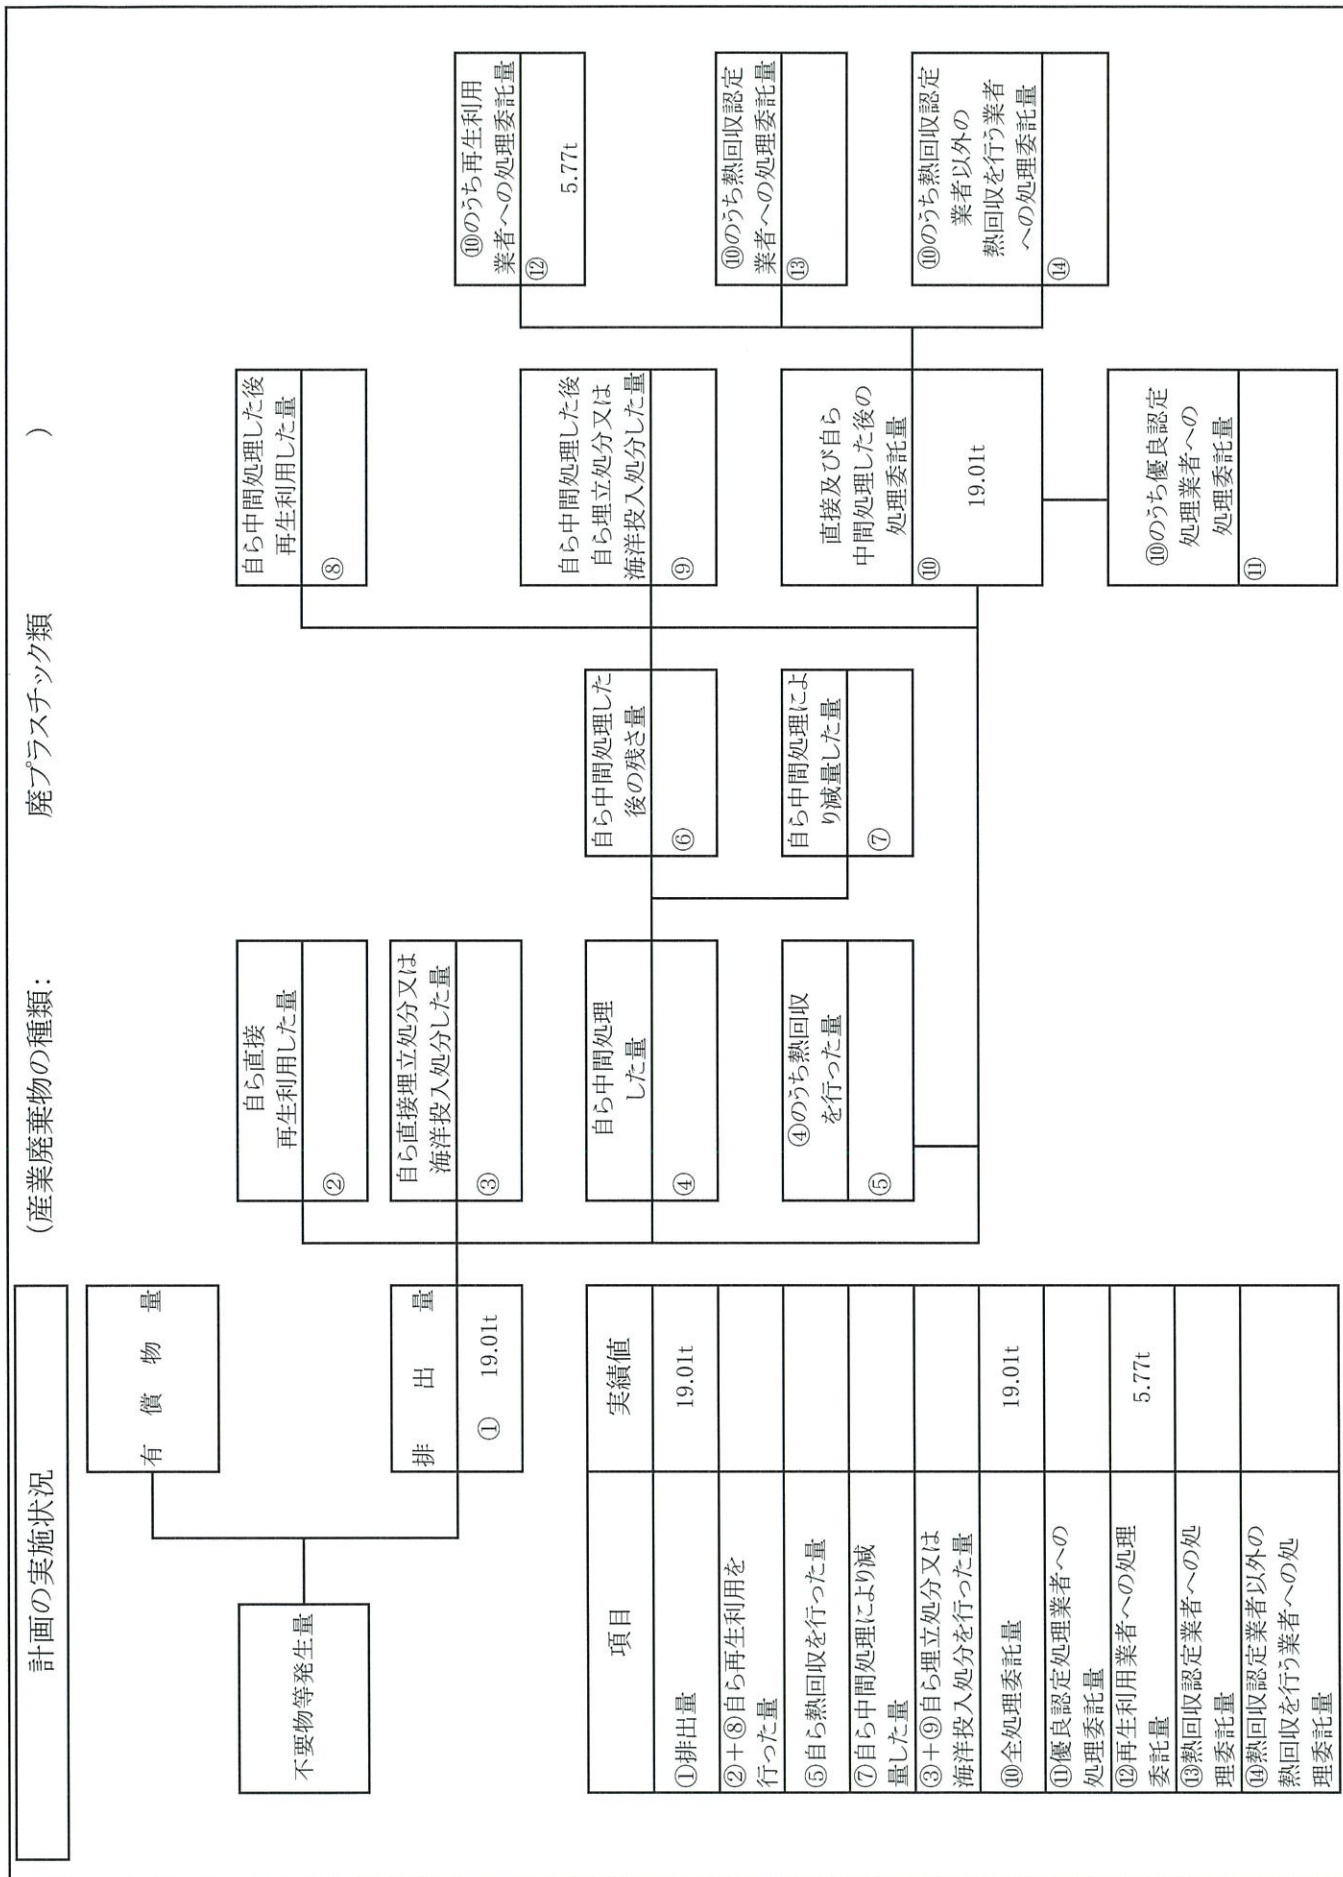 計画の実施状況
（産業廃棄物の種類：　廃プラスチック類　）
不要物等発生量
有償物量
排出量
① 19.01t
自ら直接
再生利用した量
②
自ら直接埋立処分又は
海洋投入処分した量
③
自ら中間処理
した量
④
④のうち熱回収
を行った量
⑤
自ら中間処理した
後の残さ量
⑥
自ら中間処理によ
り減量した量
⑦
自ら中間処理した後
再生利用した量
⑧
自ら中間処理した後
自ら埋立処分又は
海洋投入処分した量
⑨
直接及び自ら
中間処理した後の
処理委託量
⑩
19.01t
⑩のうち優良認定
処理業者への
処理委託量
⑪
⑩のうち再生利用
業者への処理委託量
⑫
5.77t
⑩のうち熱回収認定
業者への処理委託量
⑬
⑩のうち熱回収認定
業者以外の
熱回収を行う業者
への処理委託量
⑭
項目 実績値
①排出量 19.01t
②＋⑧自ら再生利用を
行った量
⑤自ら熱回収を行った量
⑦自ら中間処理により減
量した量
③＋⑨自ら埋立処分又は
海洋投入処分を行った量
⑩全処理委託量 19.01t
⑪優良認定処理業者への
処理委託量
⑫再生利用業者への処理
委託量 5.77t
⑬熱回収認定業者への処
理委託量
⑭熱回収認定業者以外の
熱回収を行う業者への処
理委託量